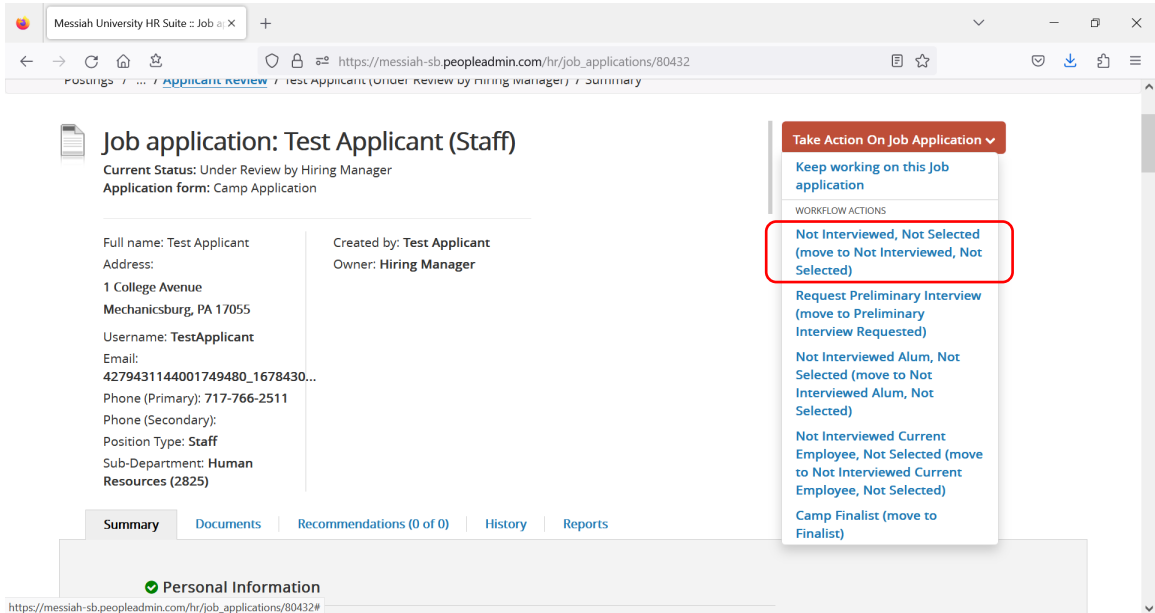 Messiah University HR Suite :: Job a
https://messiah-sb.peopleadmin.com/hr/job_applications/80432
Postings / ... / Applicant Review / Test Applicant (Under Review by Hiring Manager) / Summary
Job application: Test Applicant (Staff)
Current Status: Under Review by Hiring Manager
Application form: Camp Application
Full name: Test Applicant
Address:
1 College Avenue
Mechanicsburg, PA 17055
Username: TestApplicant
Email:
4279431144001749480_1678430...
Phone (Primary): 717-766-2511
Phone (Secondary):
Position Type: Staff
Sub-Department: Human
Resources (2825)
Created by: Test Applicant
Owner: Hiring Manager
Take Action On Job Application
Keep working on this Job
application
WORKFLOW ACTIONS
Not Interviewed, Not Selected
(move to Not Interviewed, Not
Selected)
Request Preliminary Interview
(move to Preliminary
Interview Requested)
Not Interviewed Alum, Not
Selected (move to Not
Interviewed Alum, Not
Selected)
Not Interviewed Current
Employee, Not Selected (move
to Not Interviewed Current
Employee, Not Selected)
Camp Finalist (move to
Finalist)
Summary Documents Recommendations (0 of 0) History Reports
Personal Information
https://messiah-sb.peopleadmin.com/hr/job_applications/80432#